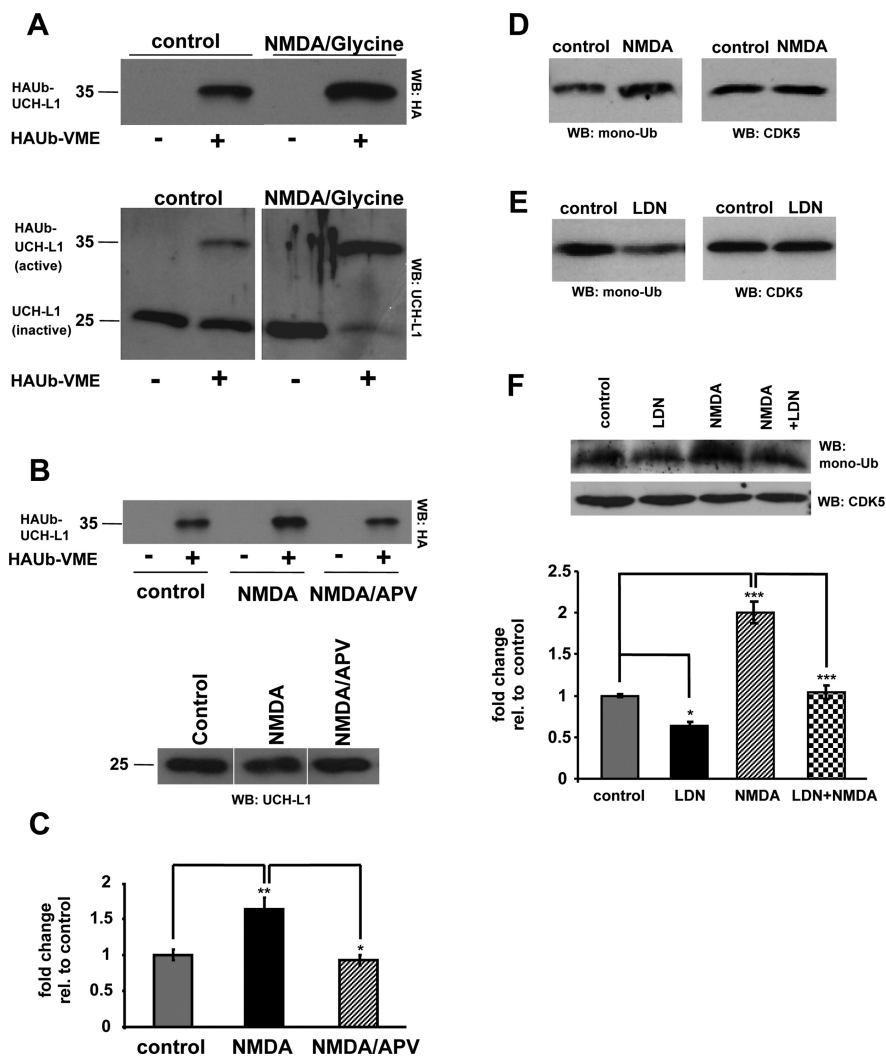 A
control NMDA/Glycine
HAUb-
UCH-L1
35
WB: HA
HAUb-VME - + - +
control NMDA/Glycine
HAUb-
UCH-L1
(active)
35
UCH-L1
(inactive)
25
WB: UCH-L1
HAUb-VME - + - +
B
HAUb-
UCH-L1
35
WB: HA
HAUb-VME - + - + - +
control NMDA NMDA/APV
Control NMDA NMDA/APV
25
WB: UCH-L1
C
fold change
rel. to control
2
1.5
1
0.5
0
** *
control NMDA NMDA/APV
D
control NMDA control NMDA
WB: mono-Ub WB: CDK5
E
control LDN control LDN
WB: mono-Ub WB: CDK5
F
control LDN NMDA NMDA
+LDN
WB:
mono-Ub
WB: CDK5
fold change
rel. to control
2.5
2
1.5
1
0.5
0
* *** ***
control LDN NMDA LDN+NMDA